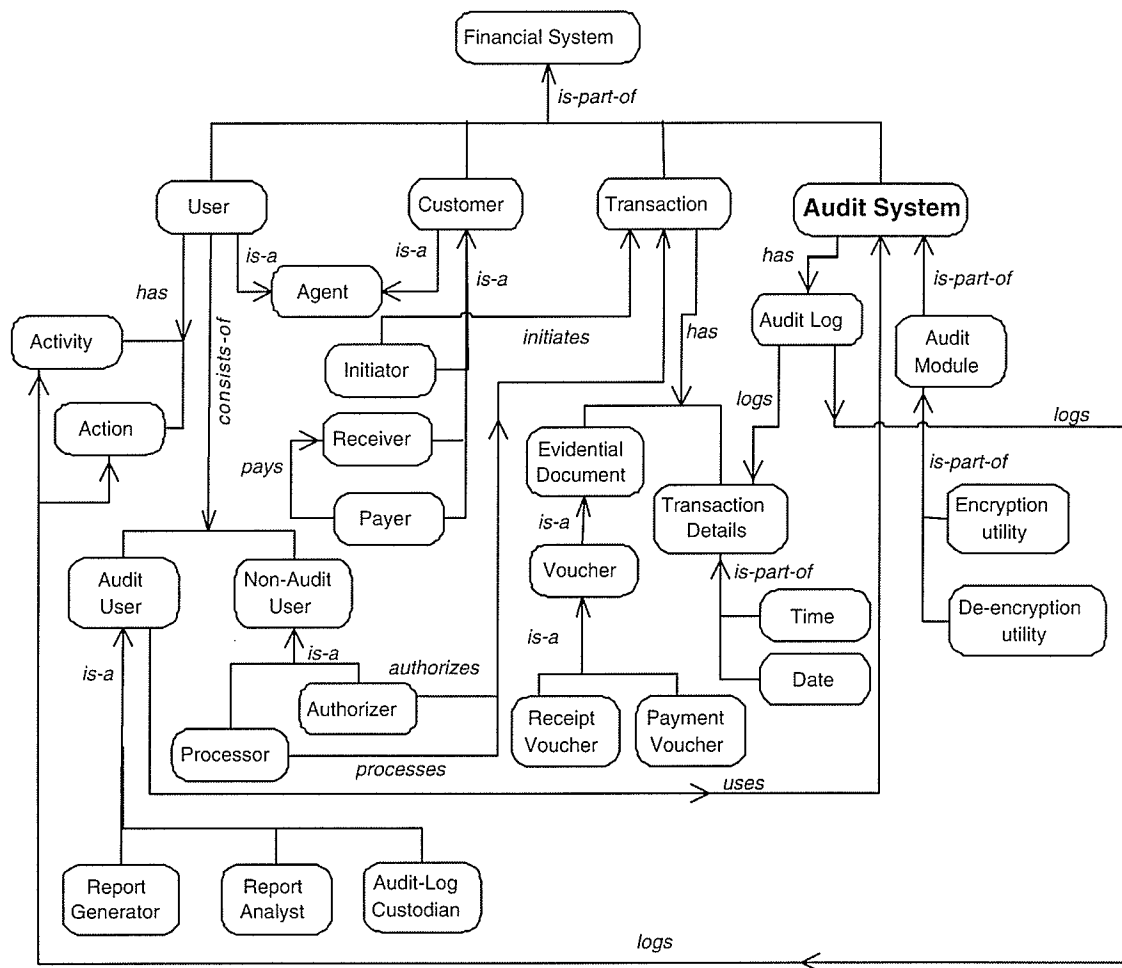 Financial System
is-part-of
User
Customer
Transaction
Audit System
is-a
is-a
is-a
has
is-part-of
has
Agent
Activity
initiates
has
Audit Log
Audit
Module
Initiator
consists-of
Action
Receiver
logs
logs
pays
Evidential
Document
is-part-of
Payer
Transaction
Details
Encryption
utility
is-a
Audit
User
Non-Audit
User
Voucher
is-part-of
Time
De-encryption
utility
is-a
is-a
is-a
authorizes
Date
Authorizer
Receipt
Voucher
Payment
Voucher
Processor
processes
uses
Report
Generator
Report
Analyst
Audit-Log
Custodian
logs